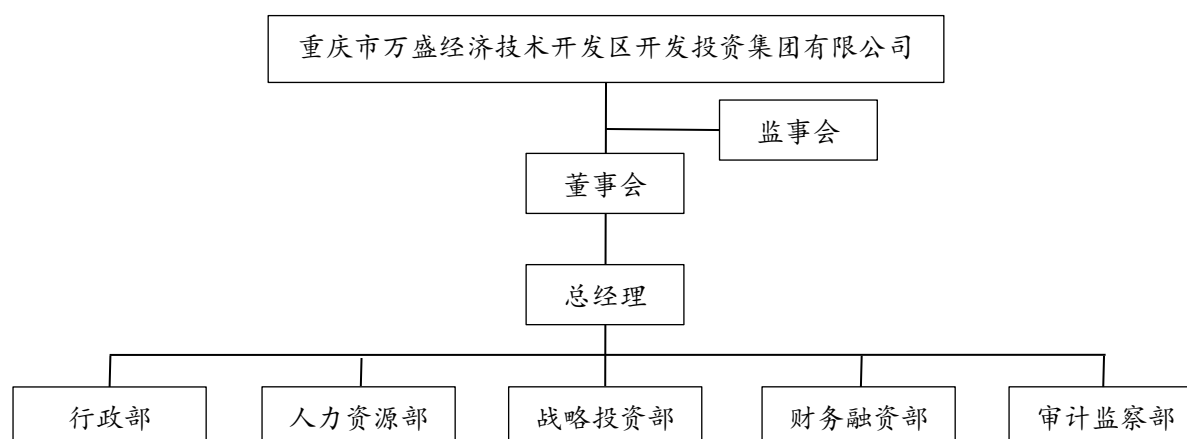 重庆市万盛经济技术开发区开发投资集团有限公司
监事会
董事会
总经理
行政部
人力资源部
战略投资部
财务融资部
审计监察部